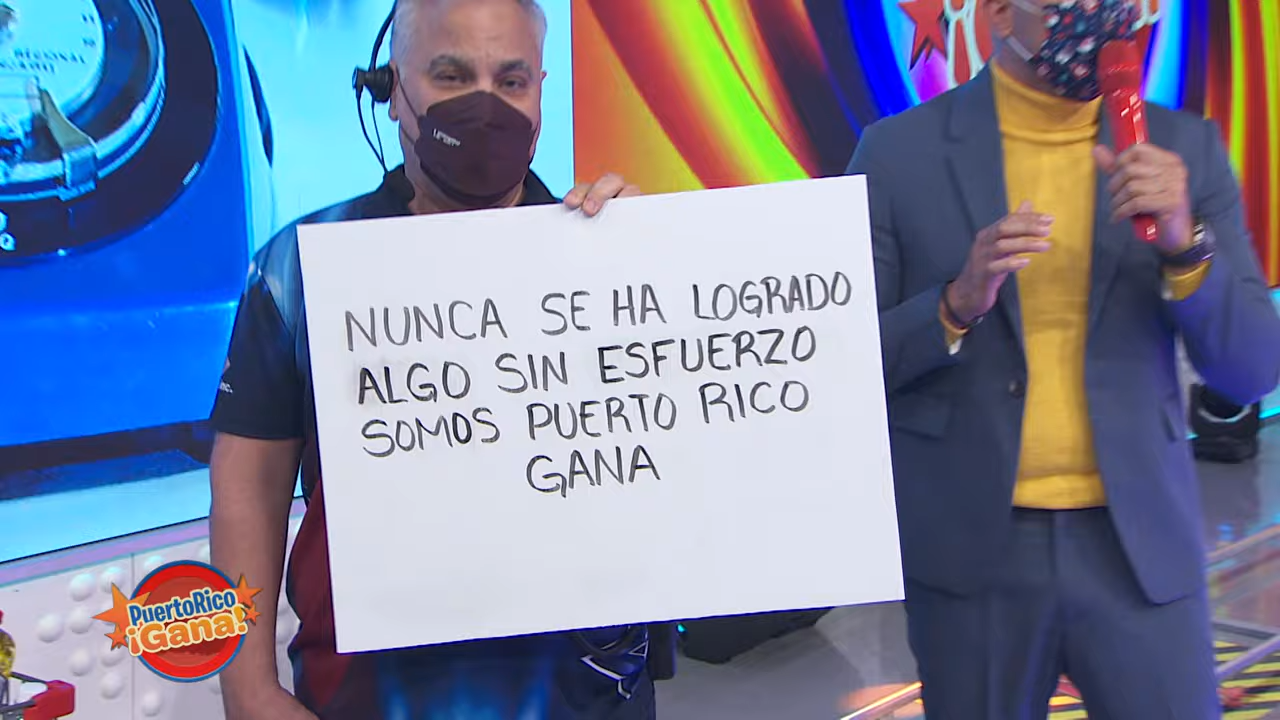 NUNCA SE HA LOGRADO
ALGO SIN ESFUERZO
SOMOS PUERTO RICO
GANA
PuertoRico
¡Gana!